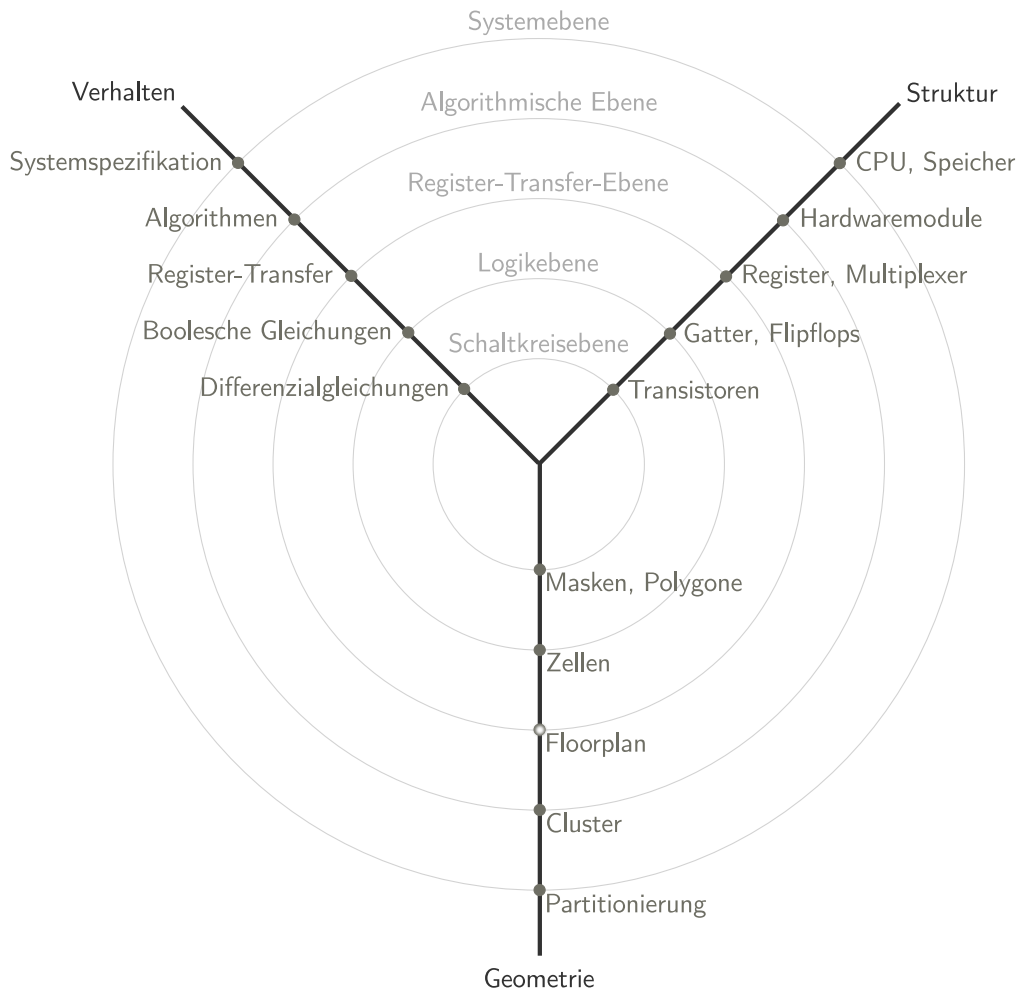 Systemebene
Verhalten
Struktur
Algorithmische Ebene
Systemspezifikation
CPU, Speicher
Register-Transfer-Ebene
Algorithmen
Hardwaremodule
Logikebene
Register-Transfer
Register, Multiplexer
Boolesche Gleichungen
Gatter, Flipflops
Schaltkreisebene
Differenzialgleichungen
Transistoren
Masken, Polygone
Zellen
Floorplan
Cluster
Partitionierung
Geometrie